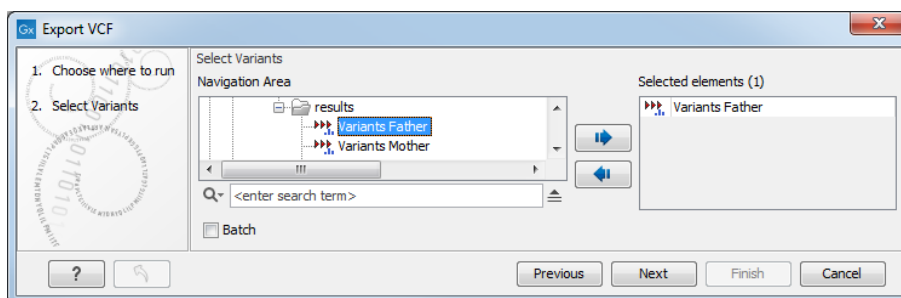 Gx Export VCF
1. Choose where to run
2. Select Variants
Select Variants
Navigation Area
results
Variants Father
Variants Mother
<enter search term>
Batch
Selected elements (1)
Variants Father
?
Previous
Next
Finish
Cancel